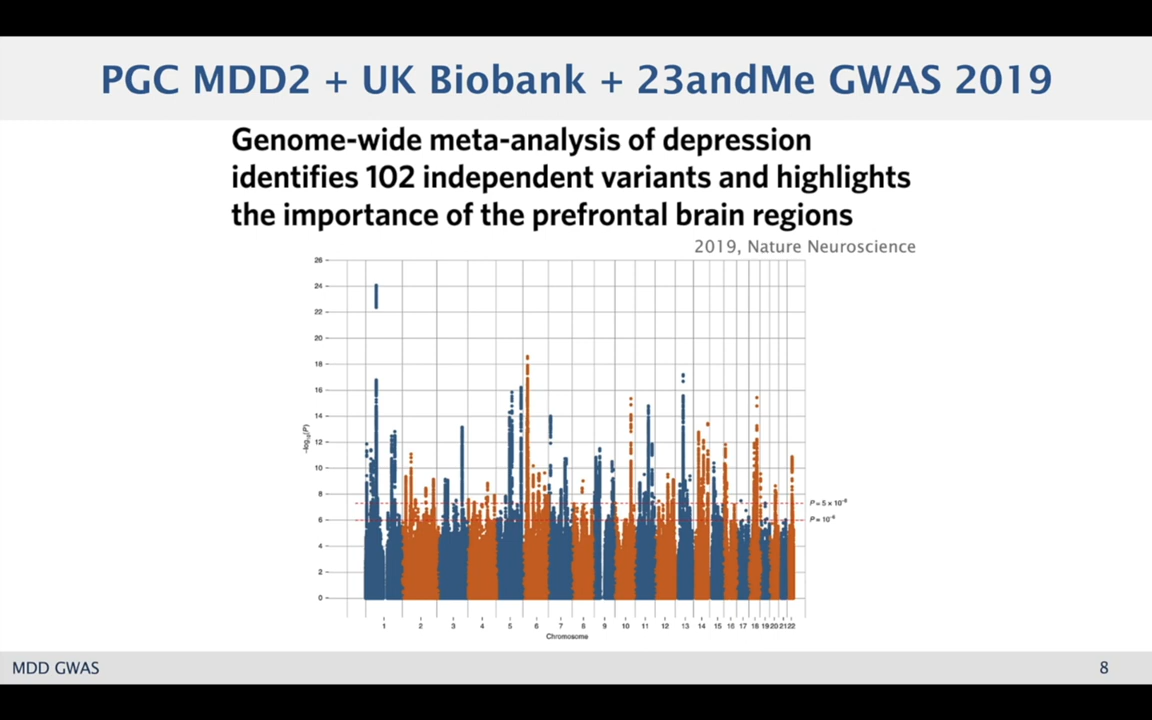 PGC MDD2 + UK Biobank + 23andMe GWAS 2019
Genome-wide meta-analysis of depression
identifies 102 independent variants and highlights
the importance of the prefrontal brain regions
2019, Nature Neuroscience
26
24
22
20
18
16
14
12
10
8
6
4
2
0
–log₁₀(P)
P = 5 × 10⁻⁸
P = 10⁻⁶
1 2 3 4 5 6 7 8 9 10 11 12 13 14 15 16 17 18 19 20 21 22
Chromosome
MDD GWAS
8